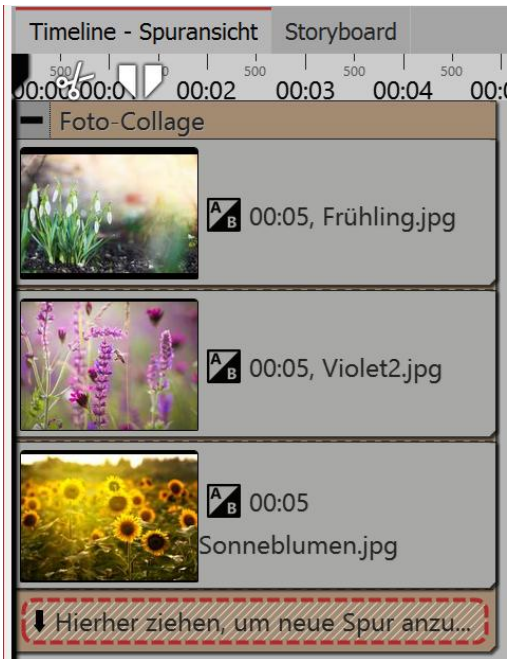 Timeline - Spuransicht Storyboard
500 500 500 500
00:02 00:03 00:04
Foto-Collage
A B 00:05, Frühling.jpg
A B 00:05, Violet2.jpg
A B 00:05
Sonneblumen.jpg
Hierher ziehen, um neue Spur anzu...